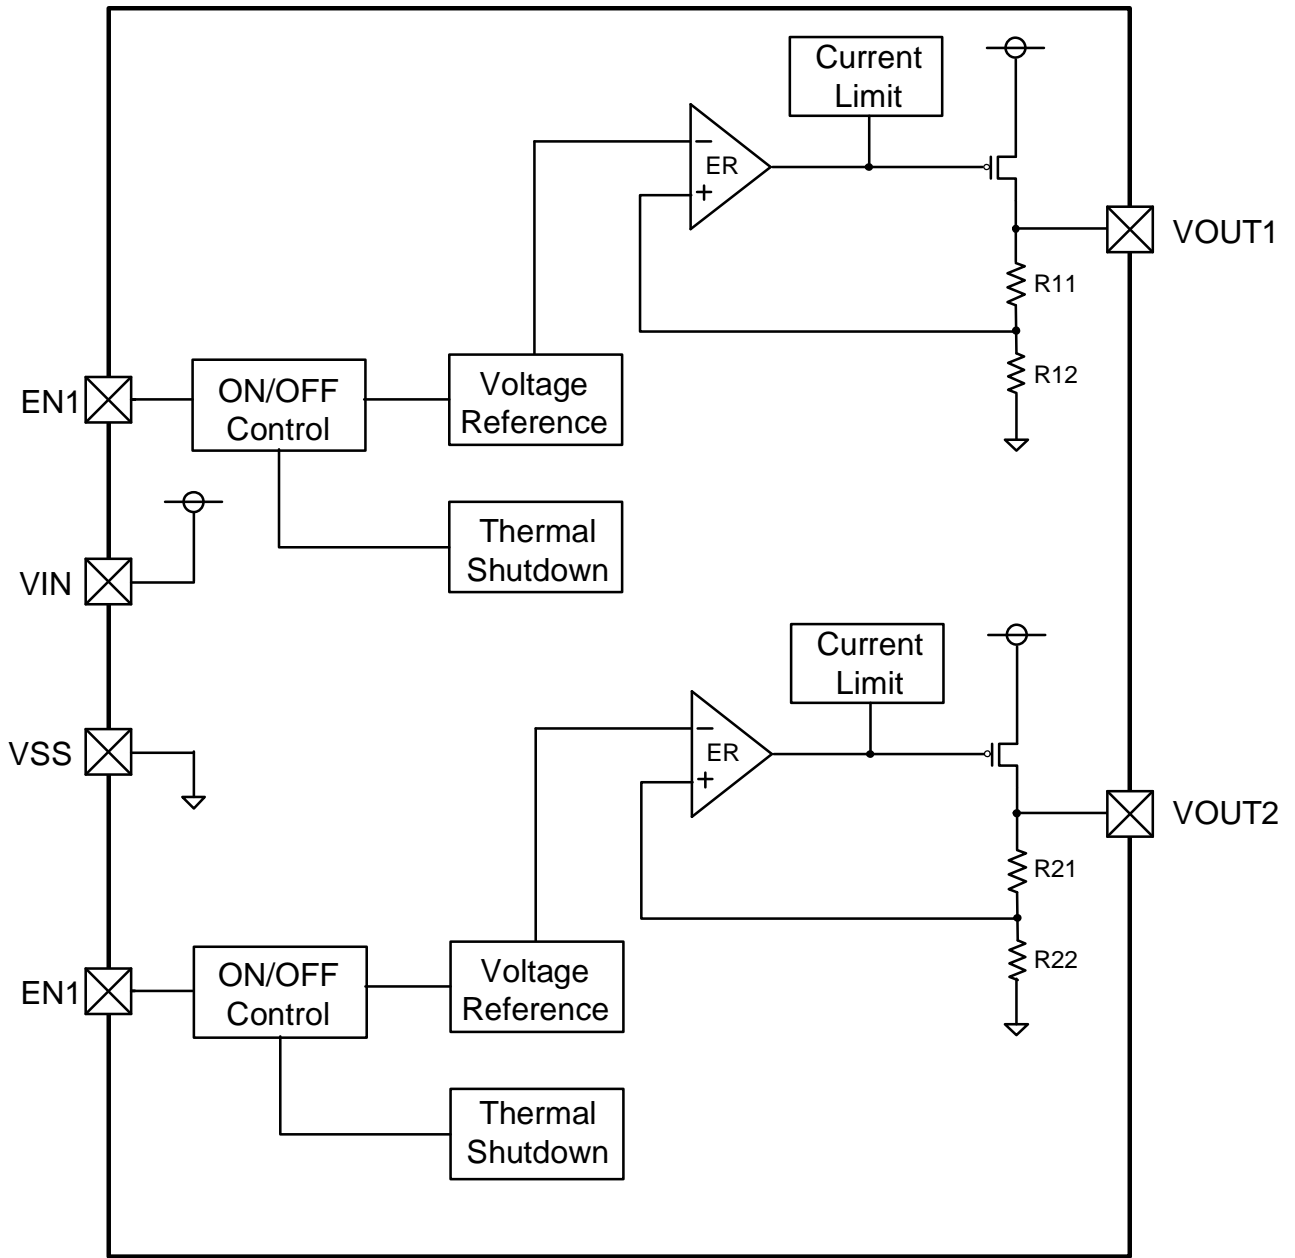 Current
Limit
−
ER
+
VOUT1
R11
R12
EN1
ON/OFF
Control
Voltage
Reference
Thermal
Shutdown
VIN
VSS
Current
Limit
−
ER
+
VOUT2
R21
R22
EN1
ON/OFF
Control
Voltage
Reference
Thermal
Shutdown